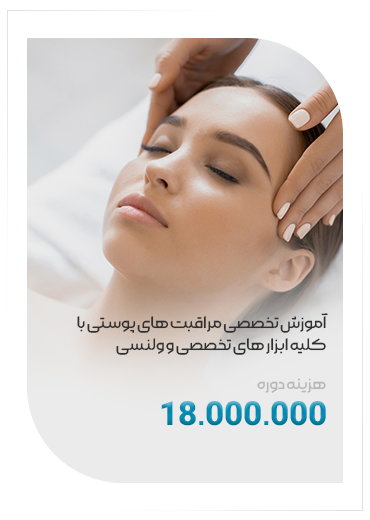 آموزش تخصصی مراقبت های پوستی با
کلیه ابزار های تخصصی و ولنسی
هزینه دوره
18.000.000